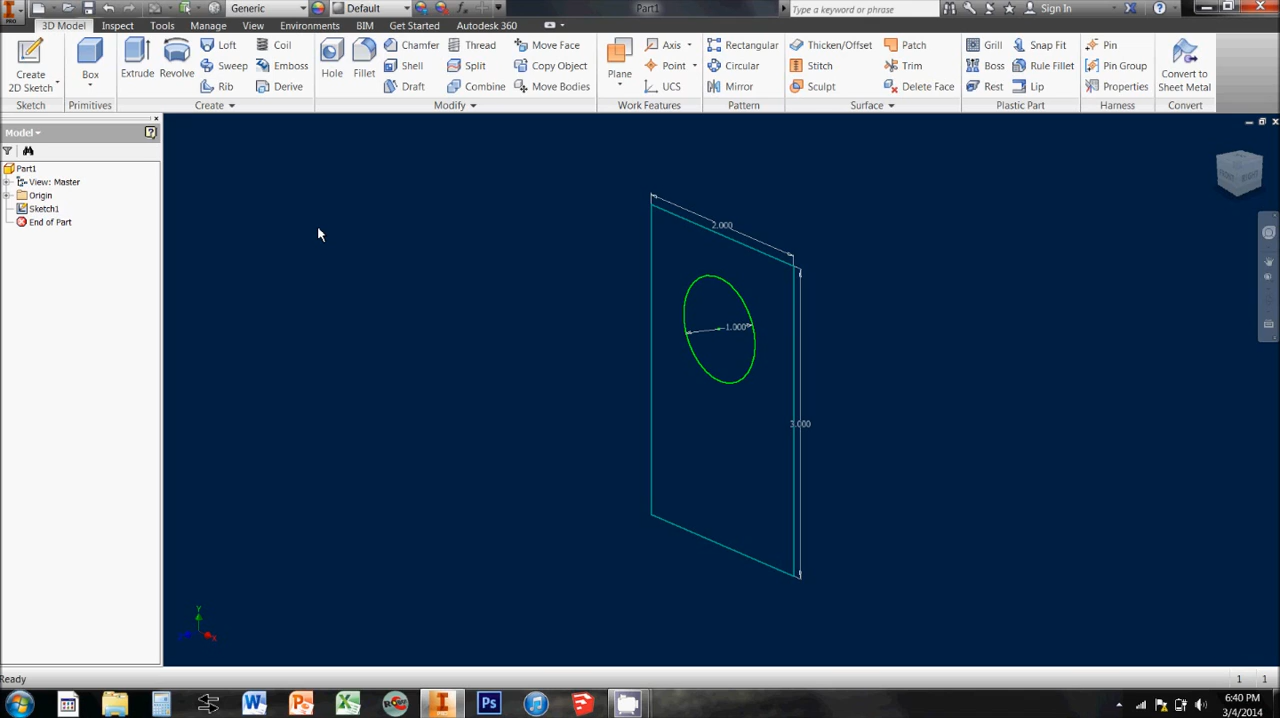 Generic Default Part1 Type a keyword or phrase Sign In
PRO 3D Model Inspect Tools Manage View Environments BIM Get Started Autodesk 360
Create 2D Sketch Box Extrude Revolve Loft Sweep Rib Coil Emboss Derive
Hole Fillet Chamfer Shell Draft Thread Split Combine Move Face Copy Object Move Bodies
Plane Axis Point UCS Rectangular Circular Mirror
Thicken/Offset Stitch Sculpt Patch Trim Delete Face
Grill Boss Rest Snap Fit Rule Fillet Lip Pin Pin Group Properties Convert to Sheet Metal
Sketch Primitives Create Modify Work Features Pattern Surface Plastic Part Harness Convert
Model
Part1
View: Master
Origin
Sketch1
End of Part
2.000
1.000
3.000
Y
X
Ready 1 1
W P X I Ps
6:40 PM
3/4/2014